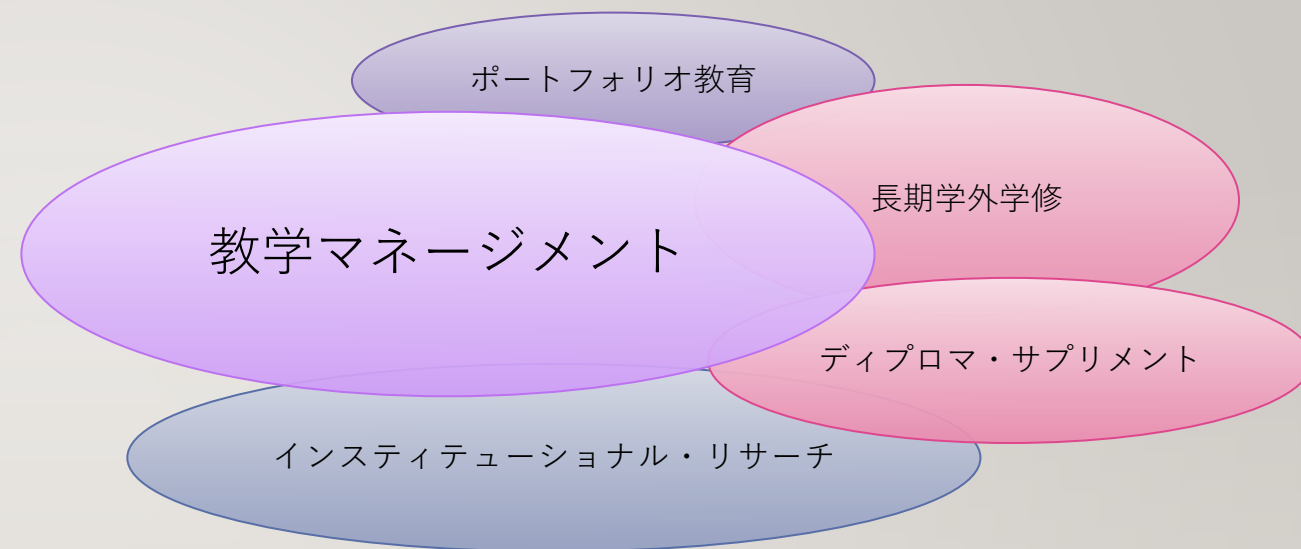 ポートフォリオ教育
長期学外学修
教学マネージメント
ディプロマ・サプリメント
インスティテューショナル・リサーチ